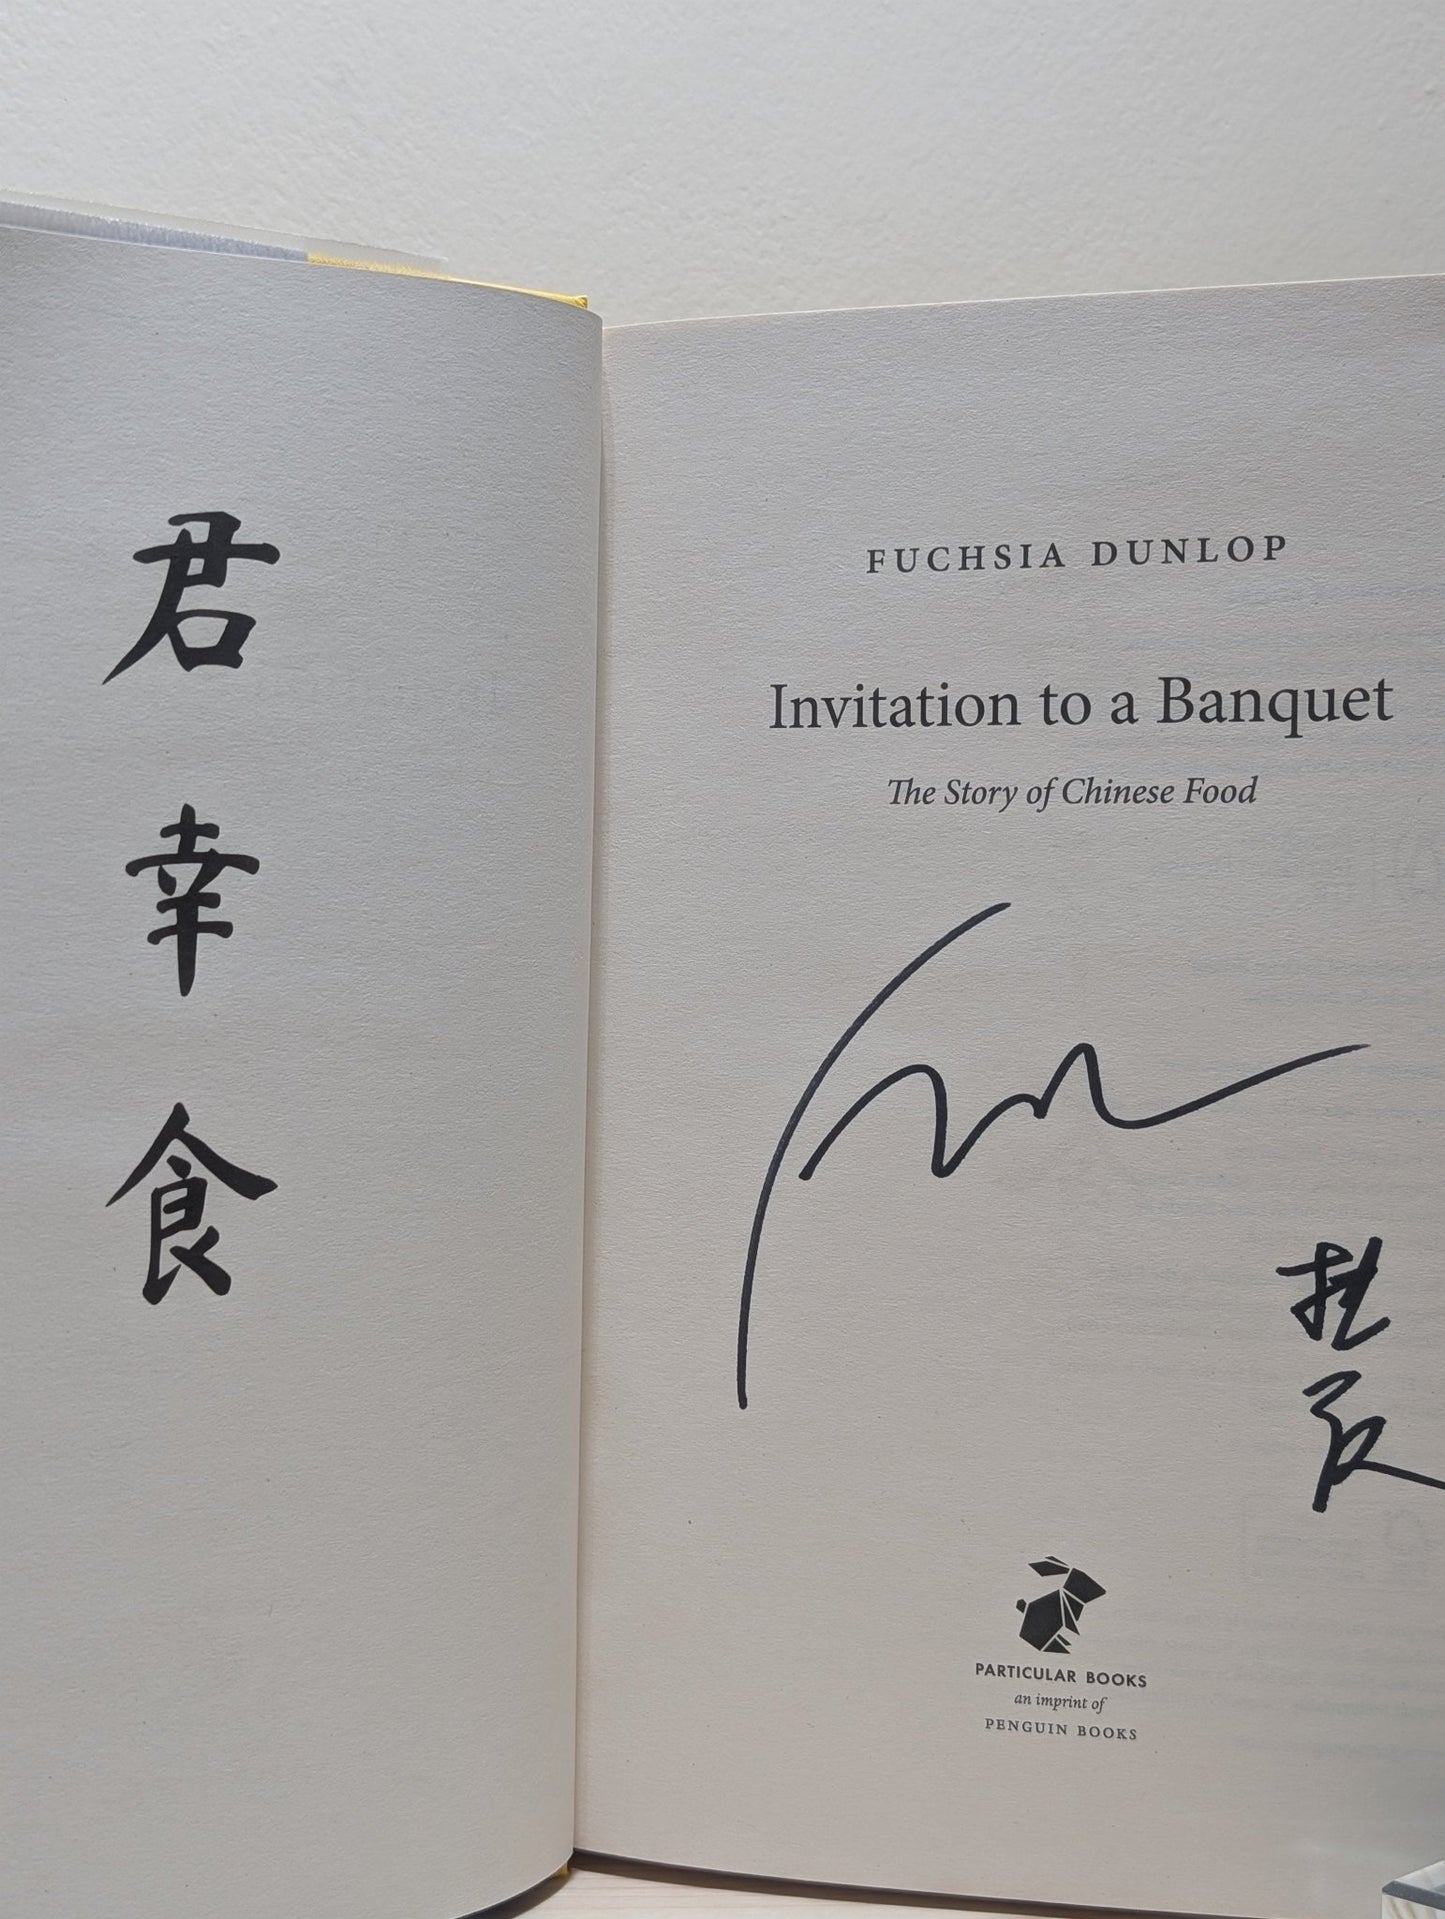 君
幸
食
FUCHSIA DUNLOP
Invitation to a Banquet
The Story of Chinese Food
PARTICULAR BOOKS
an imprint of
PENGUIN BOOKS